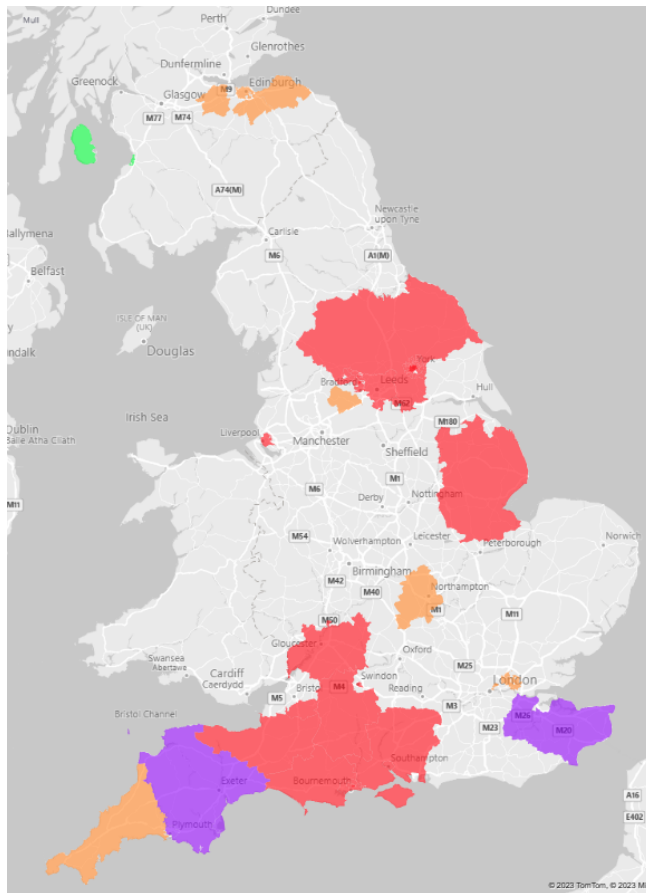 Mull
Perth
Dundee
Glenrothes
Dunfermline
M9
Edinburgh
Greenock
Glasgow
M77
M74
A74(M)
Newcastle
upon Tyne
Ballymena
Carlisle
M6
A1(M)
Belfast
ISLE OF MAN
(UK)
Douglas
undalk
York
Leeds
Hull
M62
Irish Sea
Dublin
Baile Átha Cliath
Liverpool
Manchester
M180
Sheffield
M11
M6
M1
Derby
Nottingham
M54
Wolverhampton
Leicester
Peterborough
Norwich
Birmingham
M42
M40
Northampton
M1
M11
M50
Gloucester
Oxford
Swansea
Abertawe
Cardiff
Caerdydd
Swindon
M25
London
M5
Bristol
M4
Reading
M3
M26
M20
M23
Bristol Channel
Southampton
Exeter
Bournemouth
Plymouth
A16
E402
© 2023 TomTom, © 2023 M